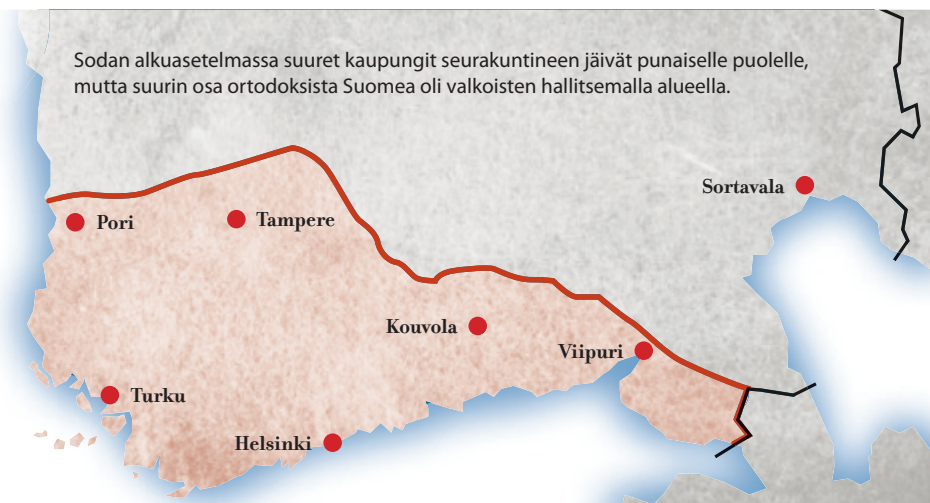 Sodan alkuasetelmassa suuret kaupungit seurakuntineen jäivät punaiselle puolelle,
mutta suurin osa ortodoksista Suomea oli valkoisten hallitsemalla alueella.
Sortavala
Pori
Tampere
Kouvola
Viipuri
Turku
Helsinki